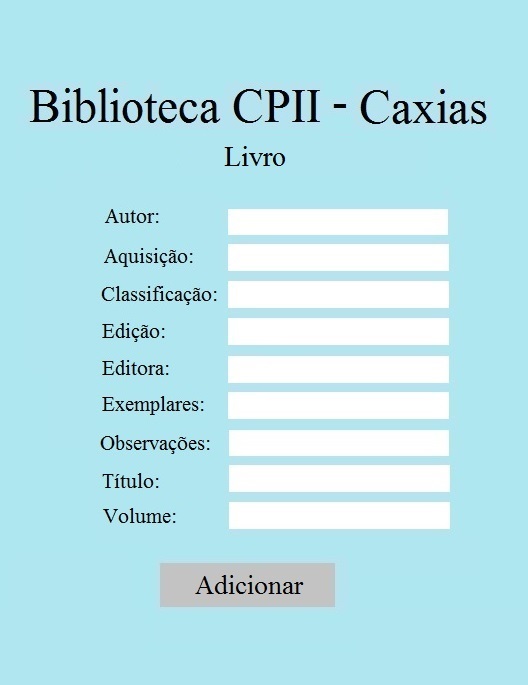 Biblioteca CPII - Caxias
Livro
Autor:
Aquisição:
Classificação:
Edição:
Editora:
Exemplares:
Observações:
Título:
Volume:
Adicionar